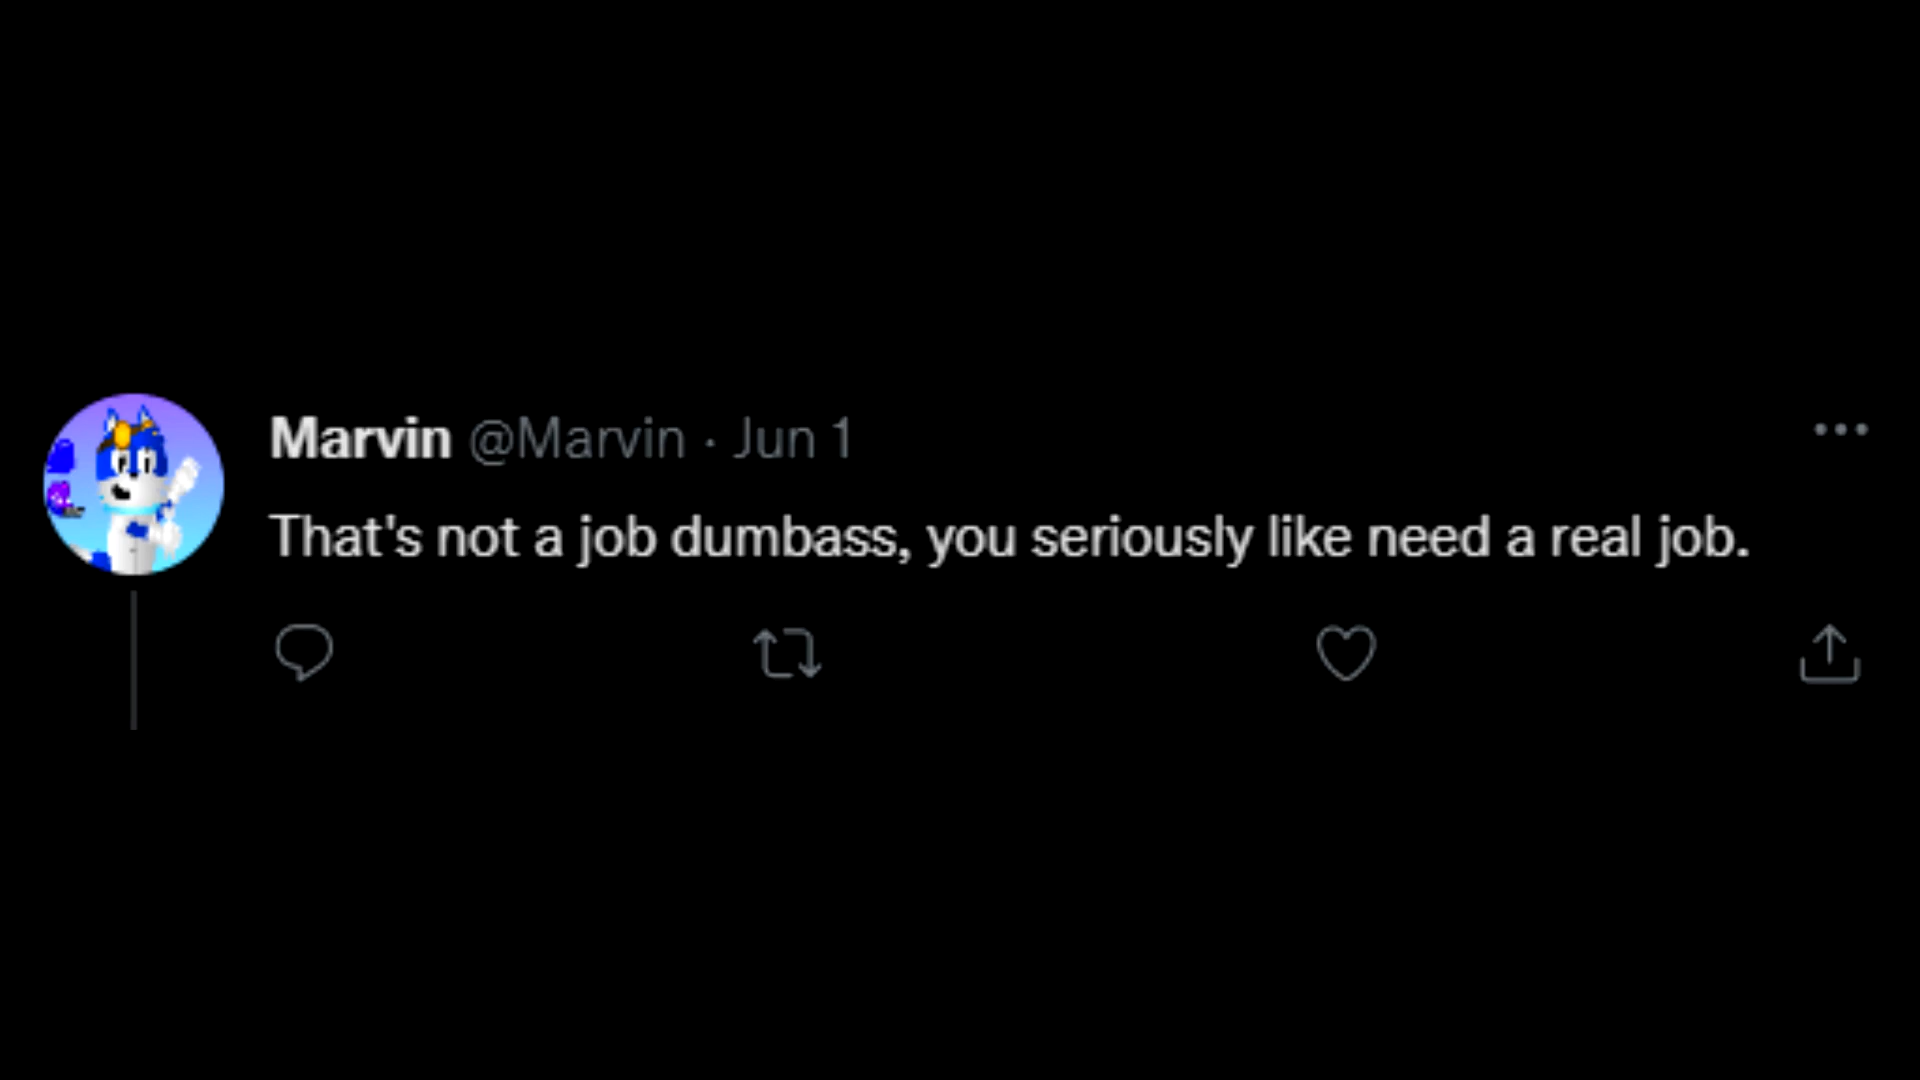 Marvin @Marvin · Jun 1
That's not a job dumbass, you seriously like need a real job.